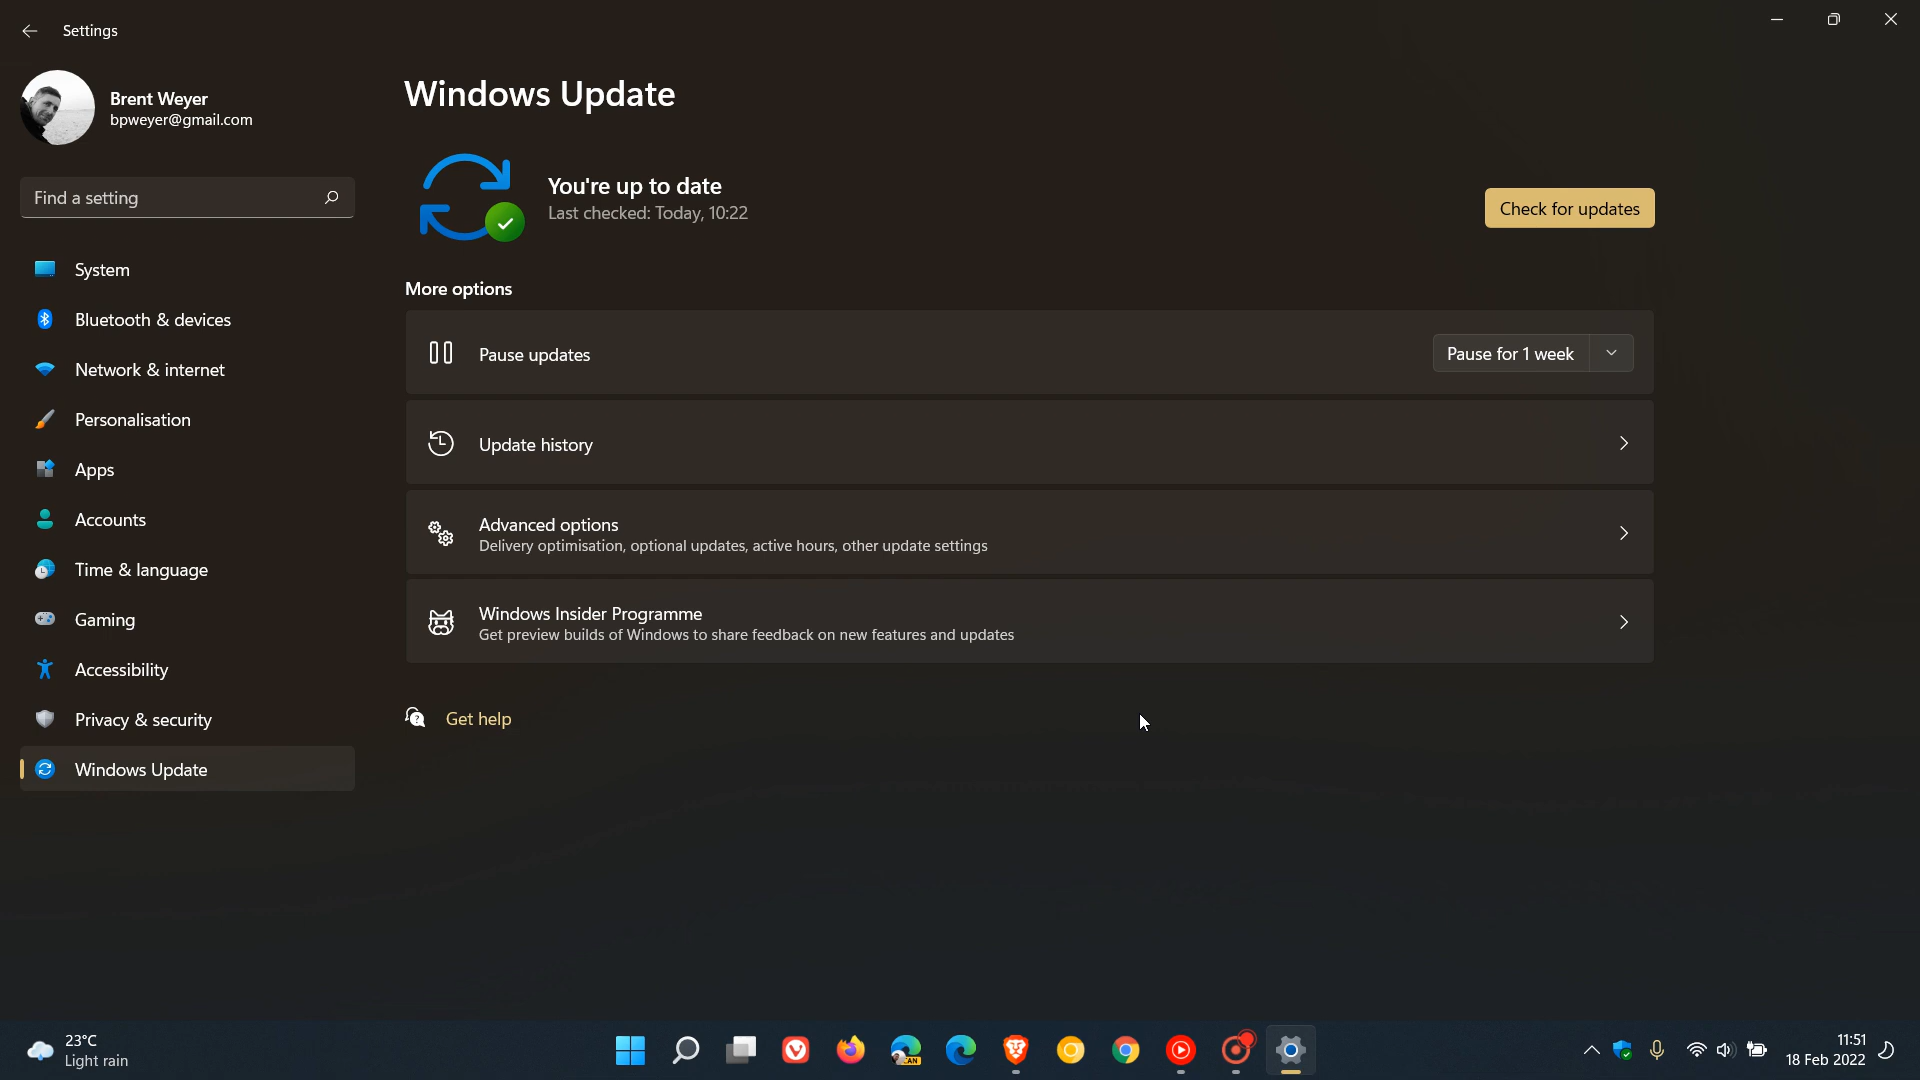 Settings
Brent Weyer
bpweyer@gmail.com
Find a setting
System
Bluetooth & devices
Network & internet
Personalisation
Apps
Accounts
Time & language
Gaming
Accessibility
Privacy & security
Windows Update
Windows Update
You're up to date
Last checked: Today, 10:22
Check for updates
More options
Pause updates
Pause for 1 week
Update history
Advanced options
Delivery optimisation, optional updates, active hours, other update settings
Windows Insider Programme
Get preview builds of Windows to share feedback on new features and updates
Get help
23°C
Light rain
CAN
11:51
18 Feb 2022